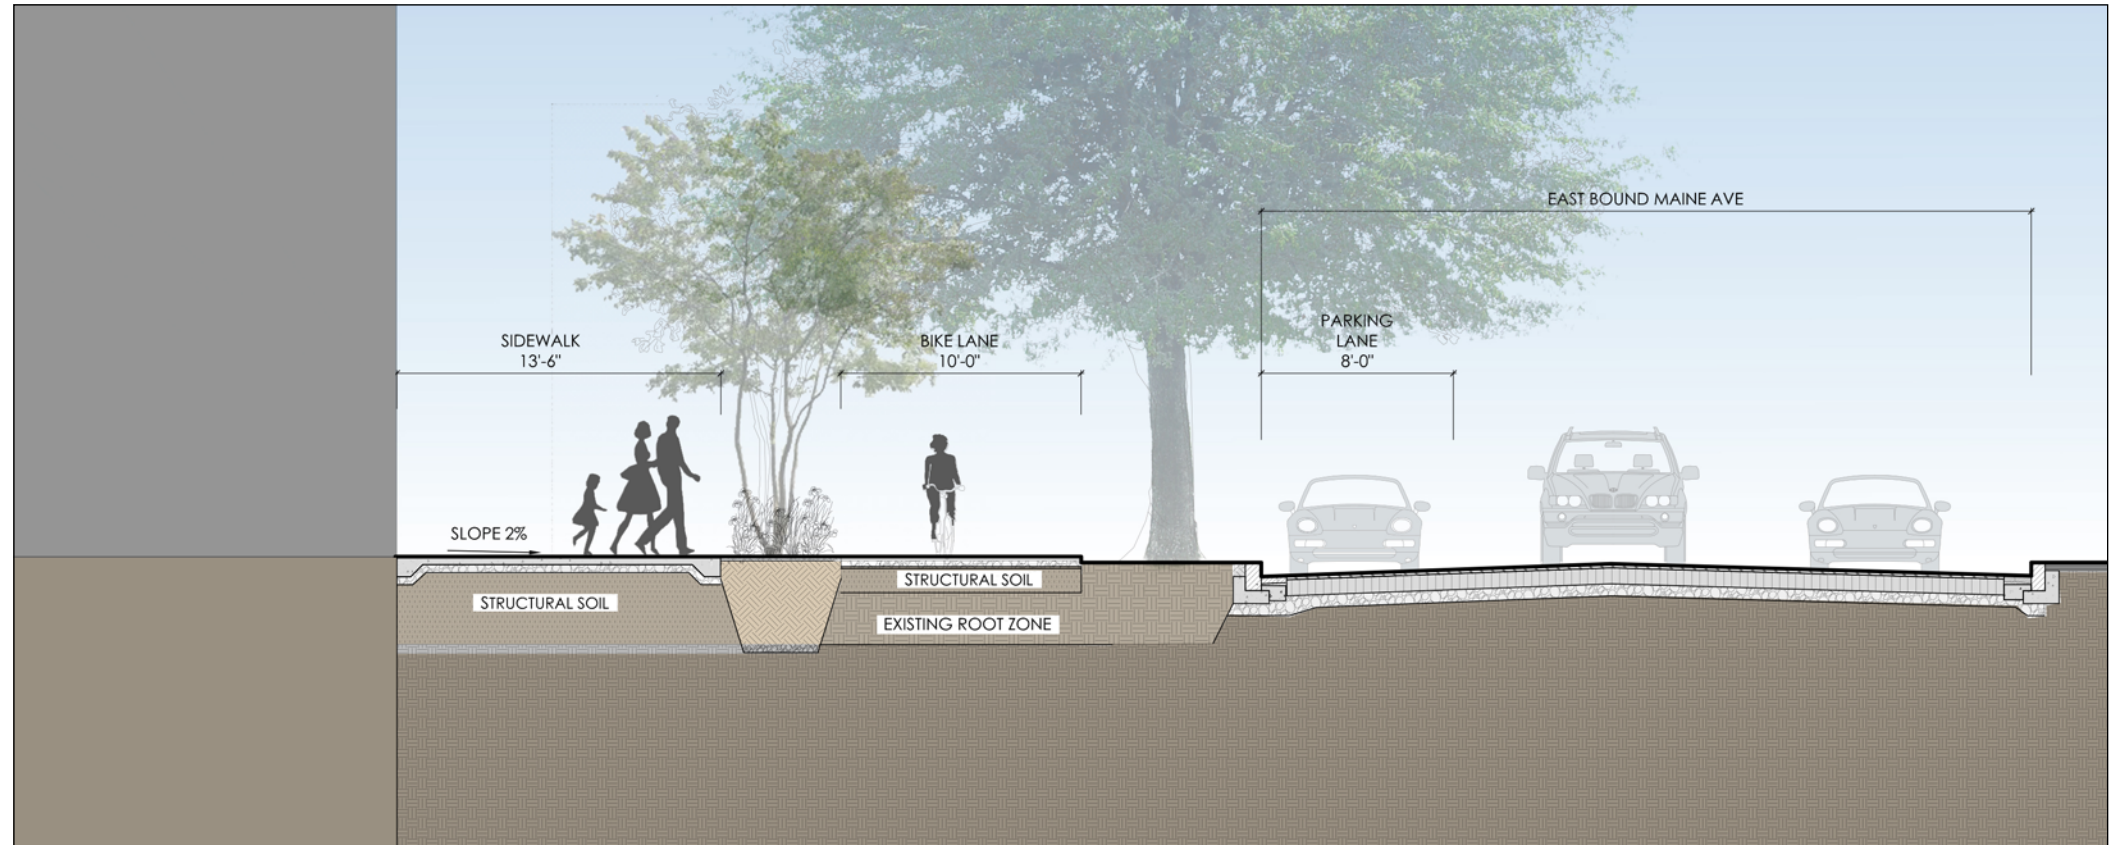 EAST BOUND MAINE AVE
SIDEWALK
13'-6"
BIKE LANE
10'-0"
PARKING
LANE
8'-0"
SLOPE 2%
STRUCTURAL SOIL
STRUCTURAL SOIL
EXISTING ROOT ZONE